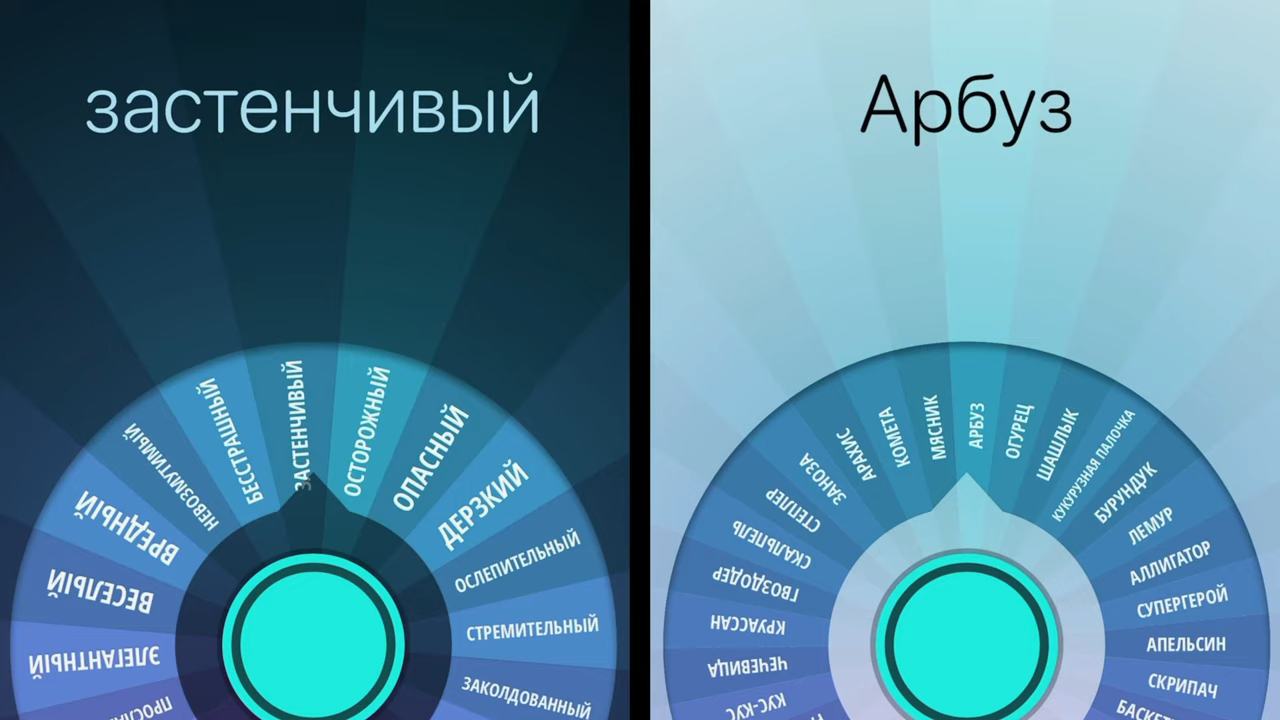 застенчивый
ЭЛЕГАНТНЫЙ
ВЕСЕЛЫЙ
ВРЕДНЫЙ
НЕВОЗМУТИМЫЙ
БЕССТРАШНЫЙ
ЗАСТЕНЧИВЫЙ
ОСТОРОЖНЫЙ
ОПАСНЫЙ
ДЕРЗКИЙ
ОСЛЕПИТЕЛЬНЫЙ
СТРЕМИТЕЛЬНЫЙ
ЗАКОЛДОВАННЫЙ
Арбуз
КУС-КУС
ЧЕЧЕВИЦА
КРУАССАН
ГВОЗДОДЕР
СКАЛЬПЕЛЬ
СТЕПЛЕР
ЗАНОЗА
АРАХИС
КОМЕТА
МЯСНИК
АРБУЗ
ОГУРЕЦ
ШАШЛЫК
КУКУРУЗНАЯ ПАЛОЧКА
БУРУНДУК
ЛЕМУР
АЛЛИГАТОР
СУПЕРГЕРОЙ
АПЕЛЬСИН
СКРИПАЧ